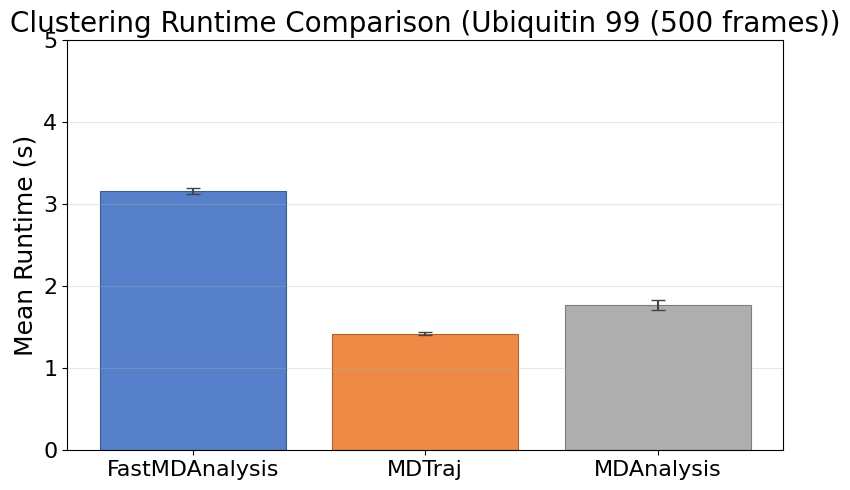 Clustering Runtime Comparison (Ubiquitin 99 (500 frames))
Mean Runtime (s)
5
4
3
2
1
0
FastMDAnalysis
MDTraj
MDAnalysis